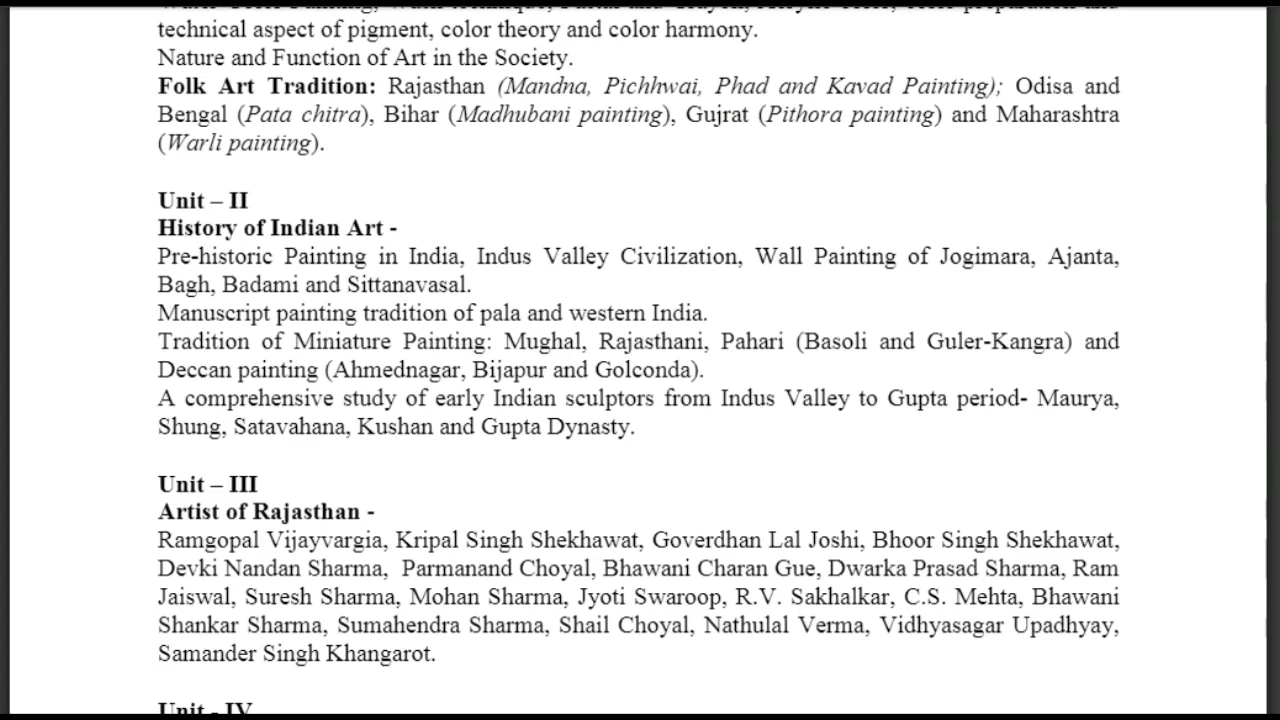 technical aspect of pigment, color theory and color harmony.
Nature and Function of Art in the Society.
Folk Art Tradition: Rajasthan (Mandna, Pichhwai, Phad and Kavad Painting); Odisa and
Bengal (Pata chitra), Bihar (Madhubani painting), Gujrat (Pithora painting) and Maharashtra
(Warli painting).
Unit – II
History of Indian Art -
Pre-historic Painting in India, Indus Valley Civilization, Wall Painting of Jogimara, Ajanta,
Bagh, Badami and Sittanavasal.
Manuscript painting tradition of pala and western India.
Tradition of Miniature Painting: Mughal, Rajasthani, Pahari (Basoli and Guler-Kangra) and
Deccan painting (Ahmednagar, Bijapur and Golconda).
A comprehensive study of early Indian sculptors from Indus Valley to Gupta period- Maurya,
Shung, Satavahana, Kushan and Gupta Dynasty.
Unit – III
Artist of Rajasthan -
Ramgopal Vijayvargia, Kripal Singh Shekhawat, Goverdhan Lal Joshi, Bhoor Singh Shekhawat,
Devki Nandan Sharma, Parmanand Choyal, Bhawani Charan Gue, Dwarka Prasad Sharma, Ram
Jaiswal, Suresh Sharma, Mohan Sharma, Jyoti Swaroop, R.V. Sakhalkar, C.S. Mehta, Bhawani
Shankar Sharma, Sumahendra Sharma, Shail Choyal, Nathulal Verma, Vidhyasagar Upadhyay,
Samander Singh Khangarot.
Unit - IV